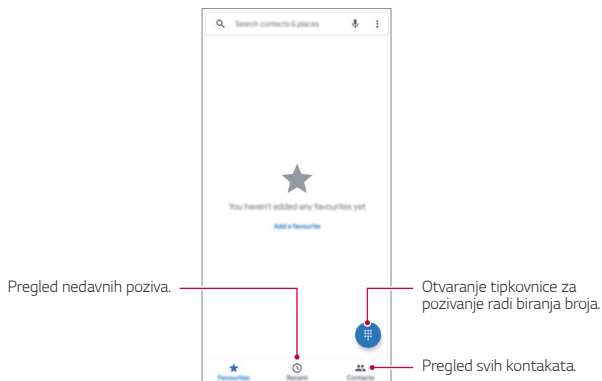 Search contacts & places
You haven't added any favourites yet
Add a favourite
Pregled nedavnih poziva.
Otvaranje tipkovnice za
pozivanje radi biranja broja.
Pregled svih kontakata.
Favourites Recent Contacts